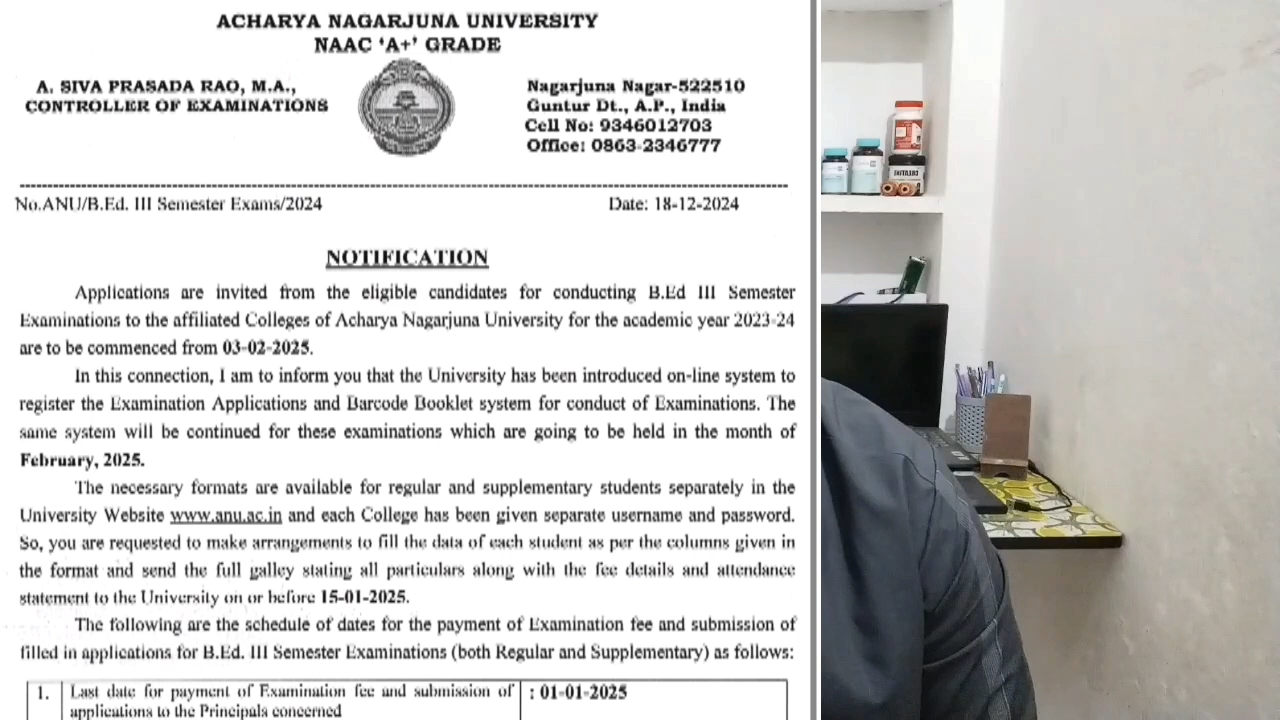 ACHARYA NAGARJUNA UNIVERSITY
NAAC ‘A+’ GRADE
A. SIVA PRASADA RAO, M.A.,
CONTROLLER OF EXAMINATIONS
Nagarjuna Nagar-522510
Guntur Dt., A.P., India
Cell No: 9346012703
Office: 0863-2346777
No.ANU/B.Ed. III Semester Exams/2024
Date: 18-12-2024
NOTIFICATION
Applications are invited from the eligible candidates for conducting B.Ed III Semester
Examinations to the affiliated Colleges of Acharya Nagarjuna University for the academic year 2023-24
are to be commenced from 03-02-2025.
In this connection, I am to inform you that the University has been introduced on-line system to
register the Examination Applications and Barcode Booklet system for conduct of Examinations. The
same system will be continued for these examinations which are going to be held in the month of
February, 2025.
The necessary formats are available for regular and supplementary students separately in the
University Website www.anu.ac.in and each College has been given separate username and password.
So, you are requested to make arrangements to fill the data of each student as per the columns given in
the format and send the full galley stating all particulars along with the fee details and attendance
statement to the University on or before 15-01-2025.
The following are the schedule of dates for the payment of Examination fee and submission of
filled in applications for B.Ed. III Semester Examinations (both Regular and Supplementary) as follows:
1. Last date for payment of Examination fee and submission of : 01-01-2025
applications to the Principals concerned